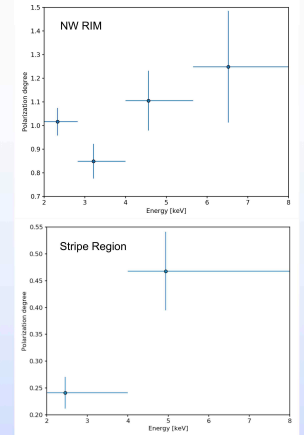 1.5
NW RIM
1.4
1.3
1.2
1.1
1.0
0.9
0.8
0.7
Polarization degree
2 3 4 5 6 7 8
Energy [keV]
0.55
Stripe Region
0.50
0.45
0.40
0.35
0.30
0.25
0.20
Polarization degree
2 3 4 5 6 7 8
Energy [keV]